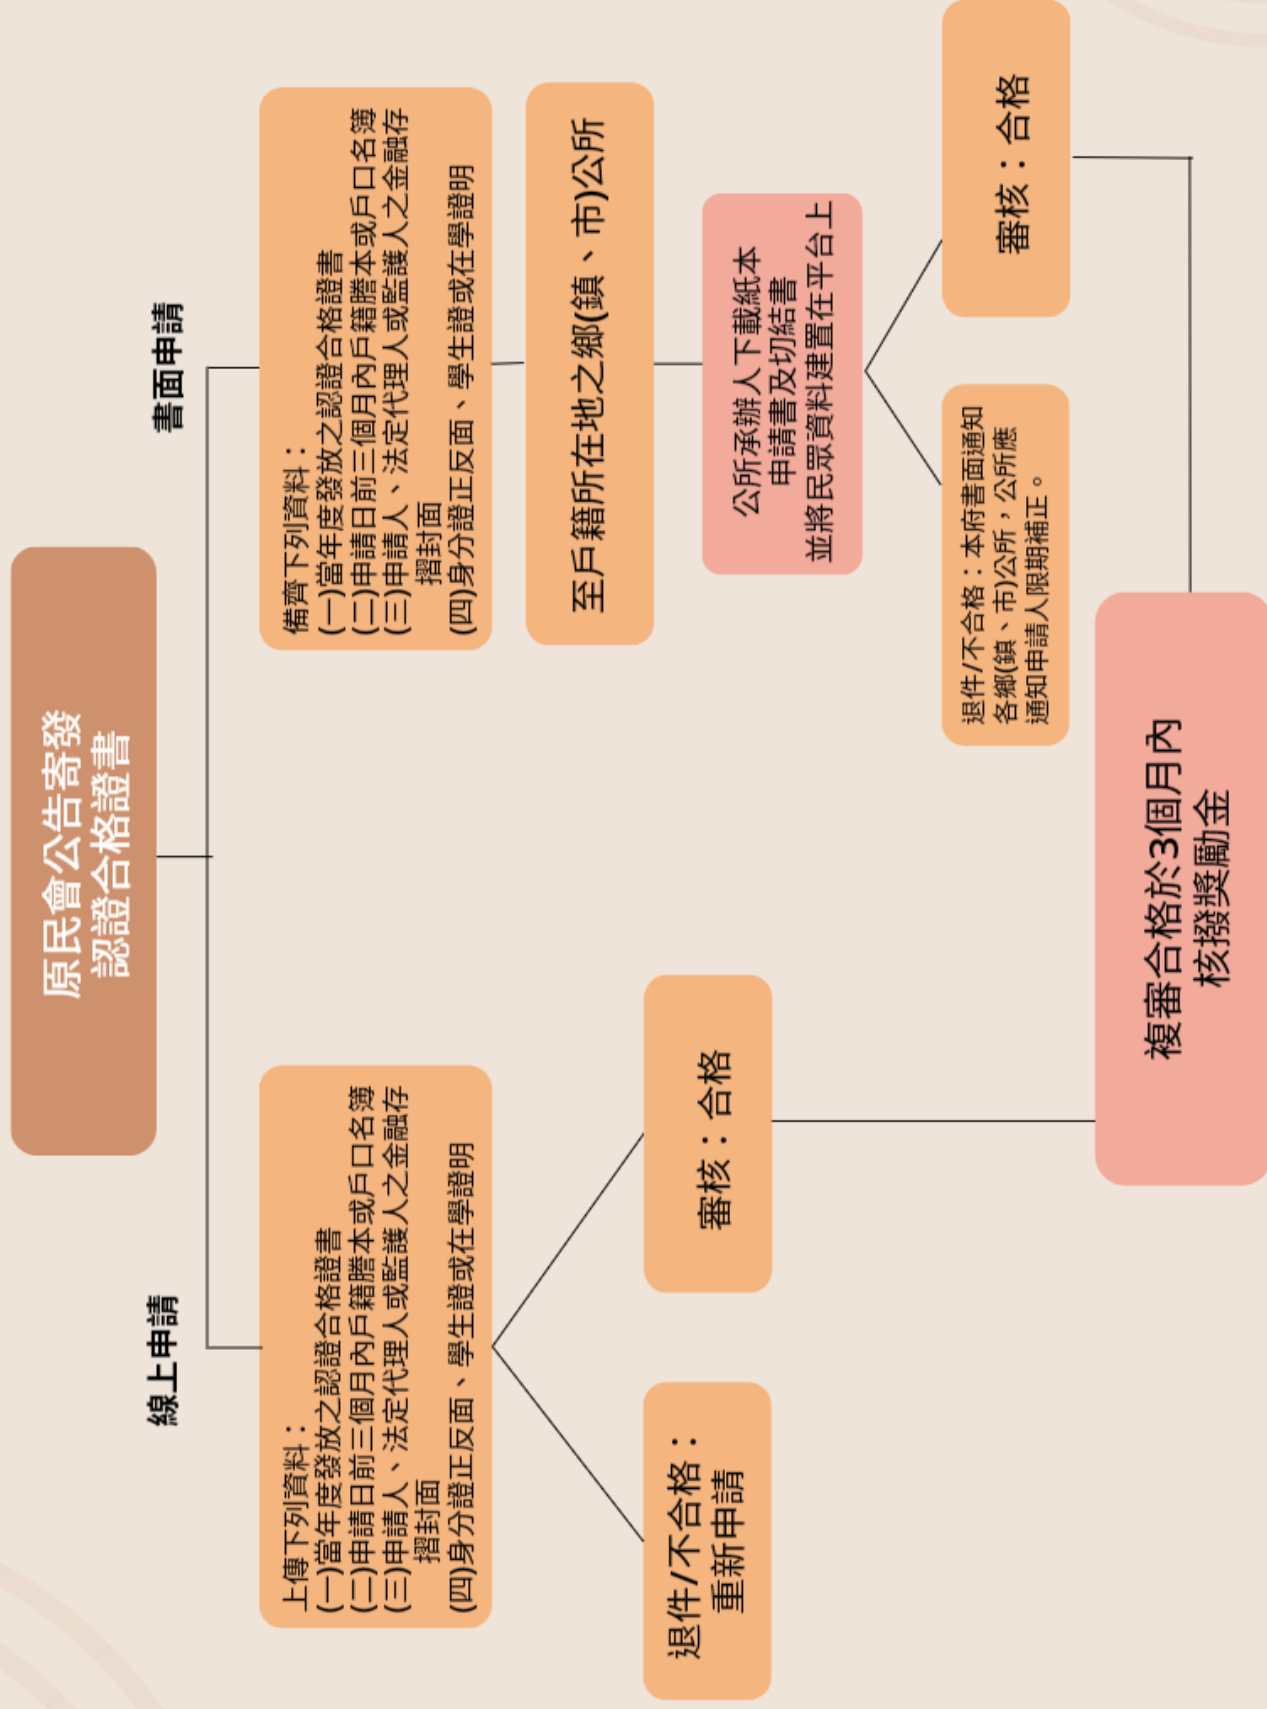 原民會公告寄發
認證合格證書
線上申請
上傳下列資料：
(一)當年度發放之認證合格證書
(二)申請日前三個月內戶籍謄本或戶口名簿
(三)申請人、法定代理人或監護人之金融存
摺封面
(四)身分證正反面、學生證或在學證明
退件/不合格：
重新申請
審核：合格
書面申請
備齊下列資料：
(一)當年度發放之認證合格證書
(二)申請日前三個月內戶籍謄本或戶口名簿
(三)申請人、法定代理人或監護人之金融存
摺封面
(四)身分證正反面、學生證或在學證明
至戶籍所在地之鄉(鎮、市)公所
公所承辦人下載紙本
申請書及切結書
並將民眾資料建置在平台上
退件/不合格：本府書面通知
各鄉(鎮、市)公所，公所應
通知申請人限期補正。
審核：合格
複審合格於3個月內
核撥獎勵金